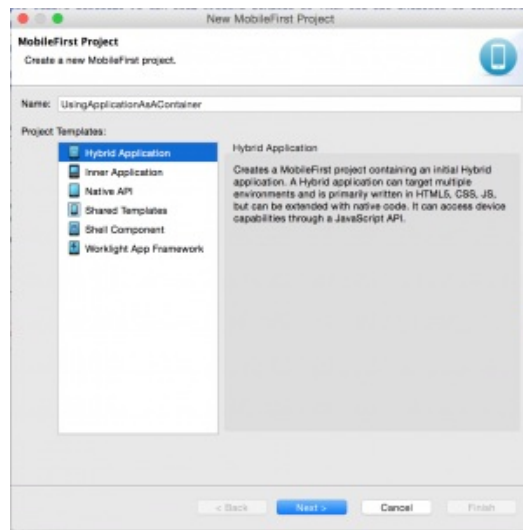 New MobileFirst Project
MobileFirst Project
Create a new MobileFirst project.
Name: UsingApplicationAsAContainer
Project Templates:
Hybrid Application
Inner Application
Native API
Shared Templates
Shell Component
Worklight App Framework
Hybrid Application
Creates a MobileFirst project containing an initial Hybrid
application. A Hybrid application can target multiple
environments and is primarily written in HTML5, CSS, JS,
but can be extended with native code. It can access device
capabilities through a JavaScript API.
< Back Next > Cancel Finish